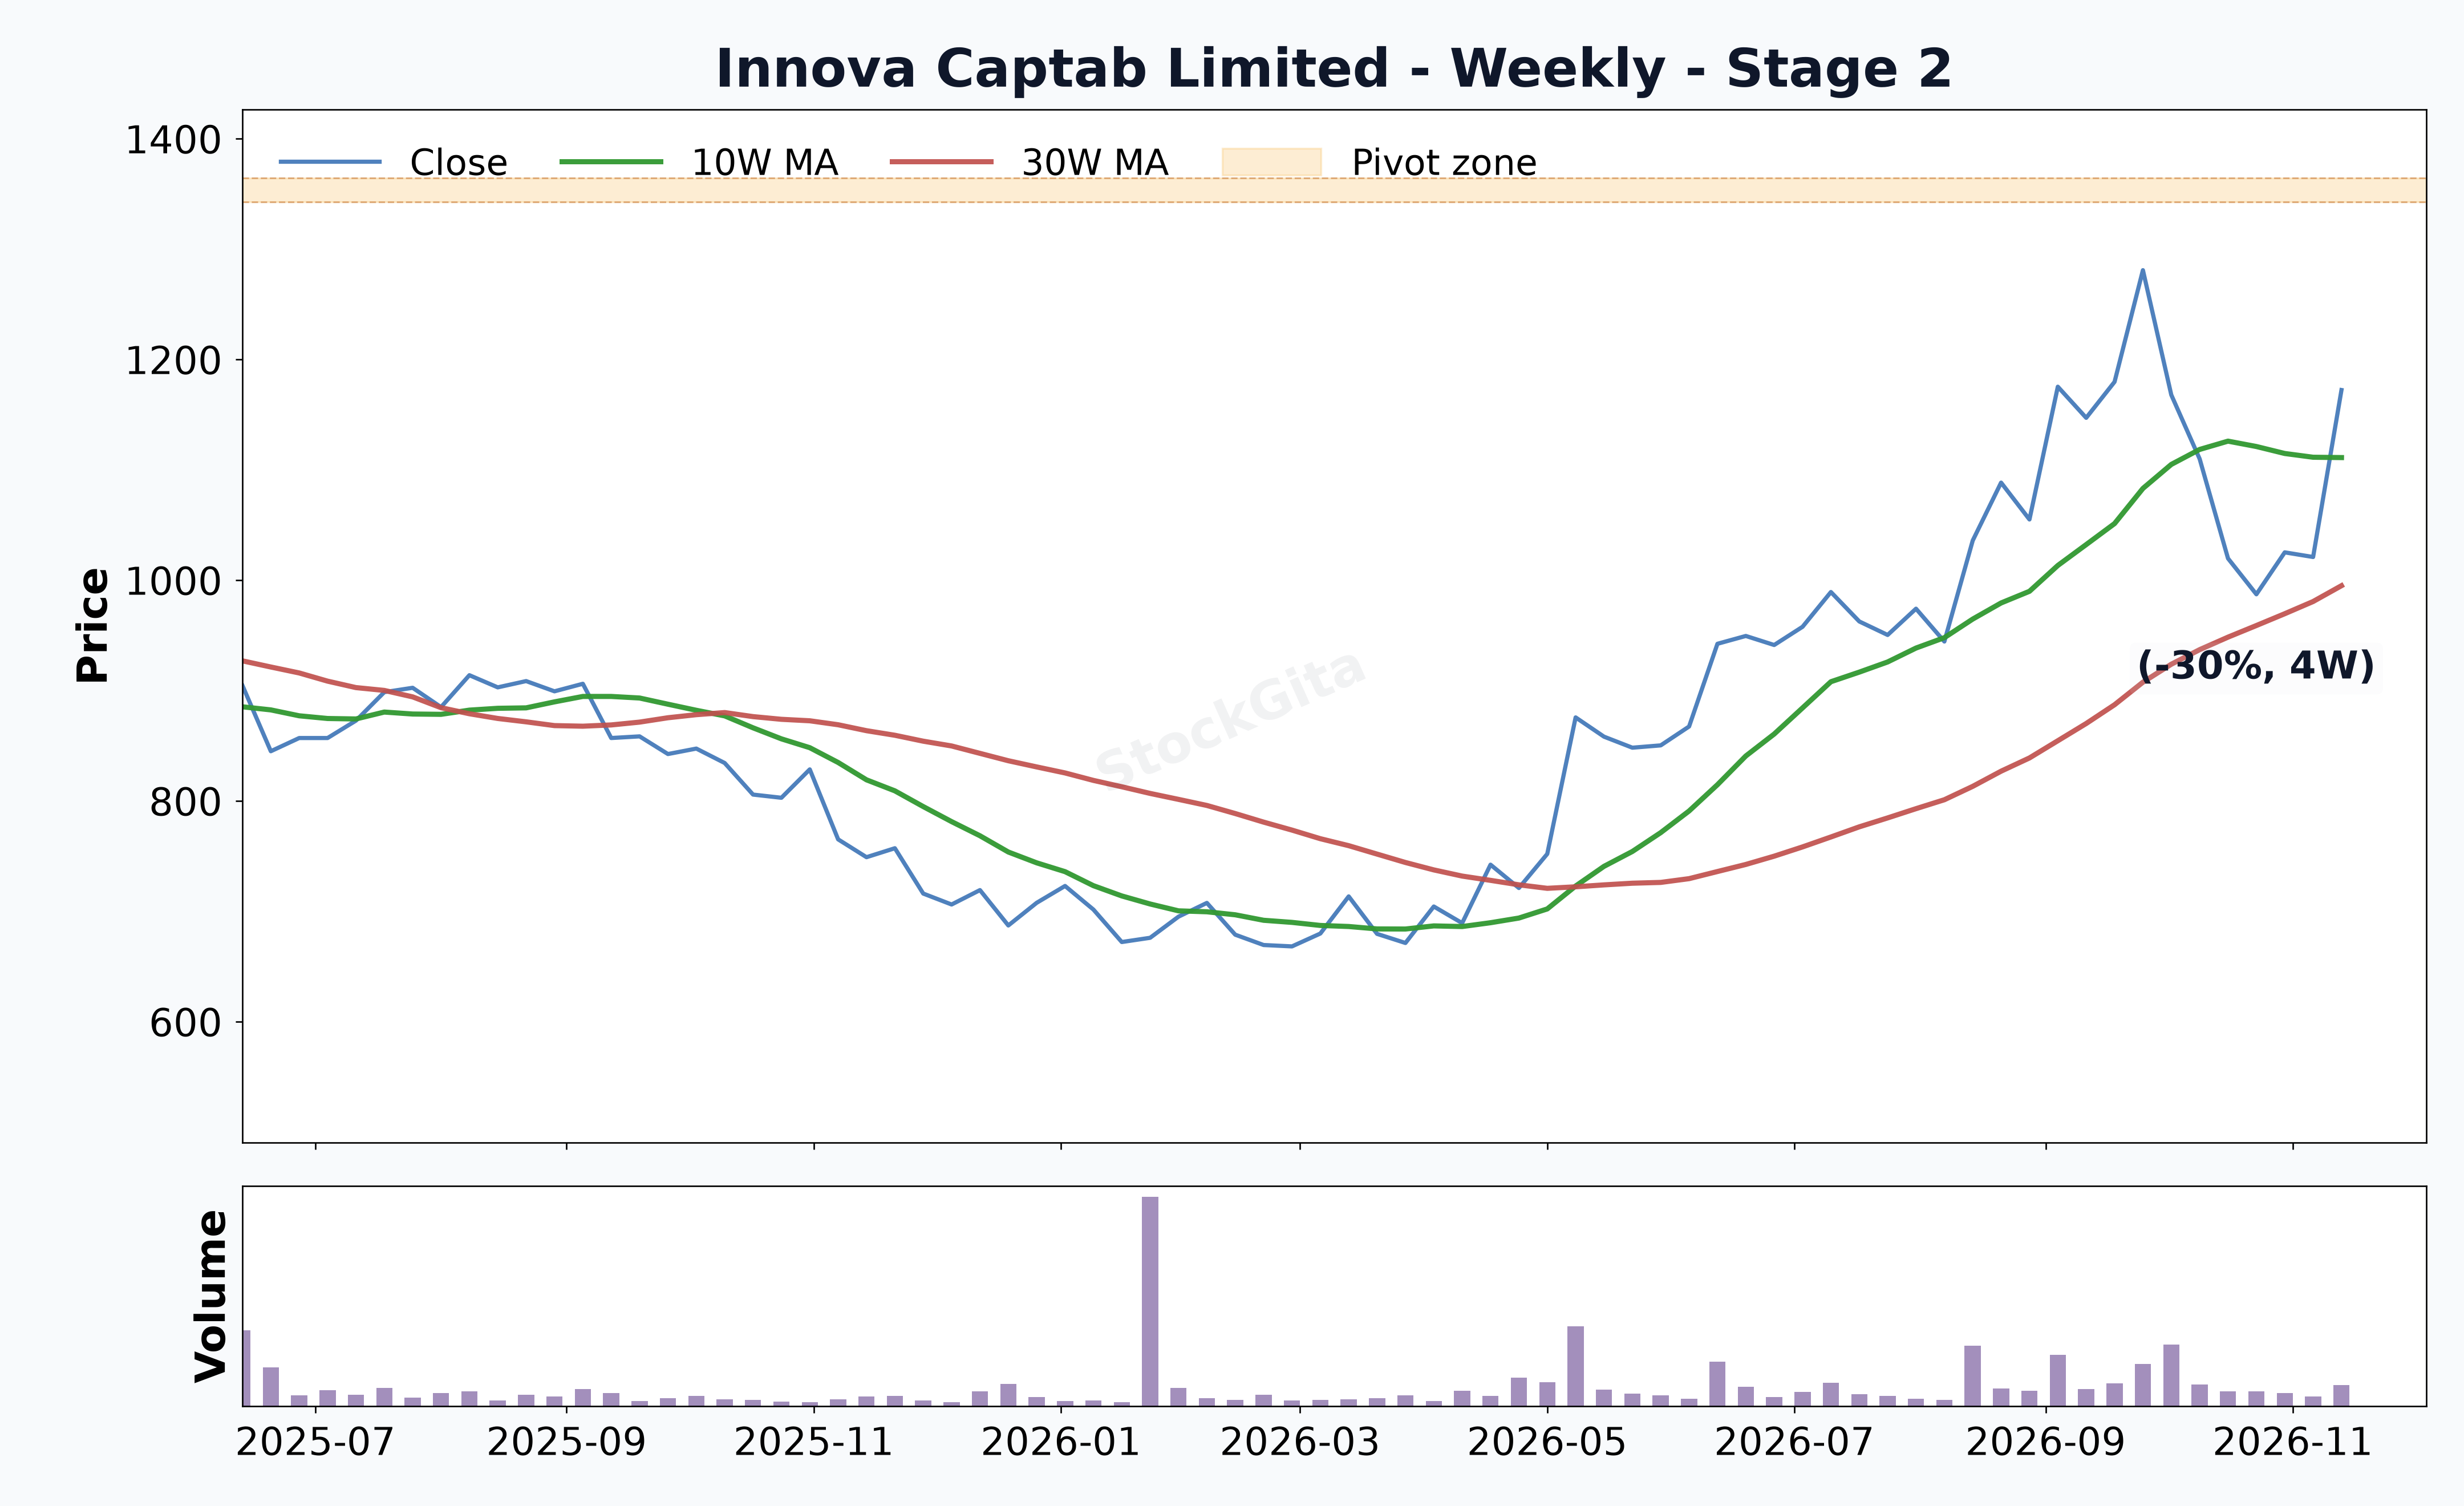 Innova Captab Limited - Weekly - Stage 2
Close 10W MA 30W MA Pivot zone
Price
1400
1200
1000
800
600
StockGita
(-30%, 4W)
Volume
2025-07 2025-09 2025-11 2026-01 2026-03 2026-05 2026-07 2026-09 2026-11